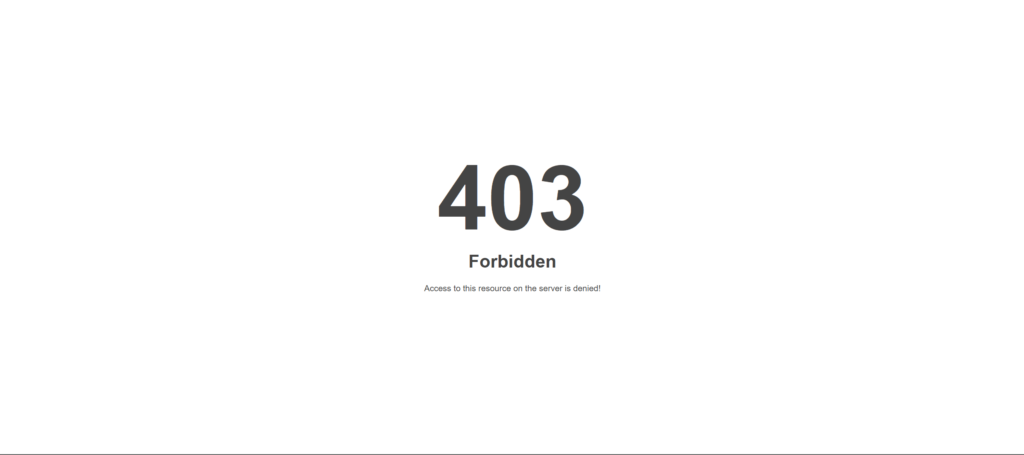 403
Forbidden
Access to this resource on the server is denied!